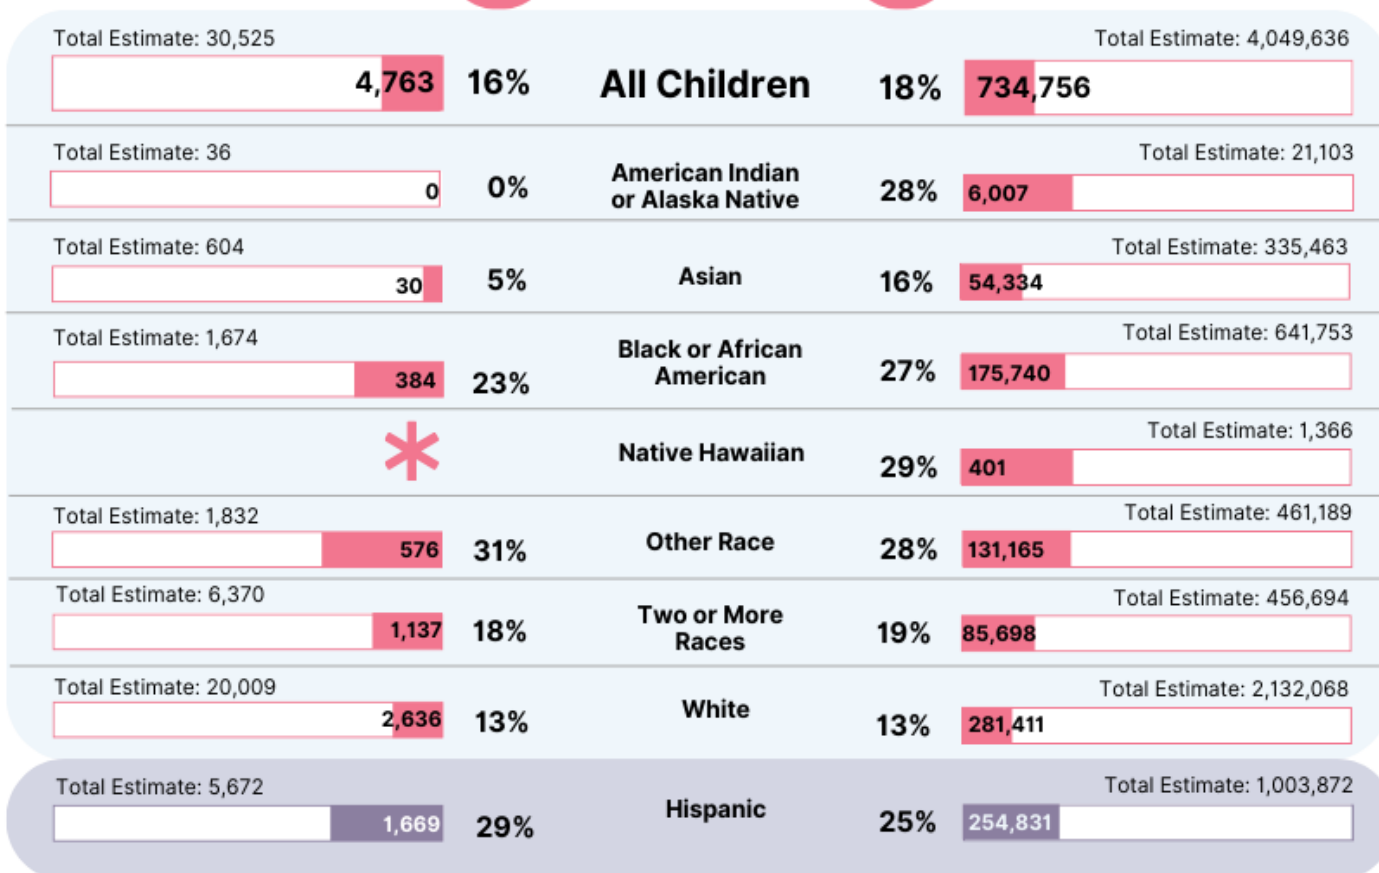 Total Estimate: 30,525
Total Estimate: 4,049,636
4,763 16% All Children 18% 734,756
Total Estimate: 36
Total Estimate: 21,103
0 0% American Indian
or Alaska Native 28% 6,007
Total Estimate: 604
Total Estimate: 335,463
30 5% Asian 16% 54,334
Total Estimate: 1,674
Total Estimate: 641,753
384 23% Black or African
American 27% 175,740
Total Estimate: 1,366
Native Hawaiian 29% 401
Total Estimate: 1,832
Total Estimate: 461,189
576 31% Other Race 28% 131,165
Total Estimate: 6,370
Total Estimate: 456,694
1,137 18% Two or More
Races 19% 85,698
Total Estimate: 20,009
Total Estimate: 2,132,068
2,636 13% White 13% 281,411
Total Estimate: 5,672
Total Estimate: 1,003,872
1,669 29% Hispanic 25% 254,831